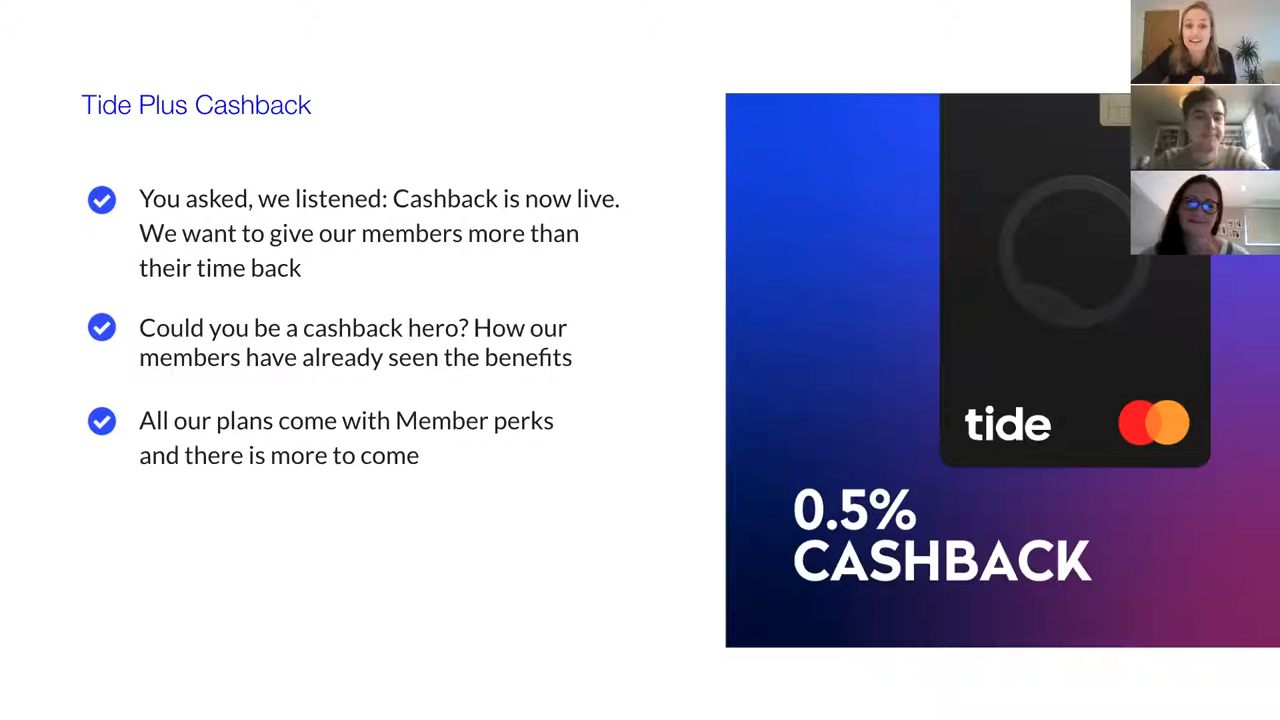 Tide Plus Cashback
You asked, we listened: Cashback is now live.
We want to give our members more than
their time back
Could you be a cashback hero? How our
members have already seen the benefits
All our plans come with Member perks
and there is more to come
tide
0.5%
CASHBACK